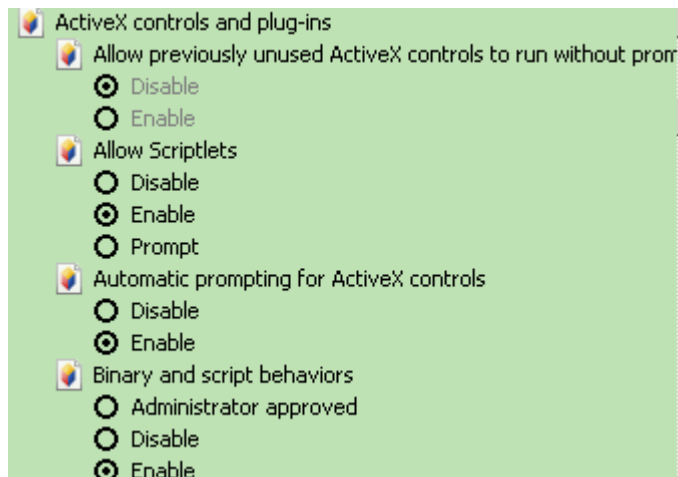 ActiveX controls and plug-ins
Allow previously unused ActiveX controls to run without
Disable
Enable
Allow Scriptlets
Disable
Enable
Prompt
Automatic prompting for ActiveX controls
Disable
Enable
Binary and script behaviors
Administrator approved
Disable
Enable